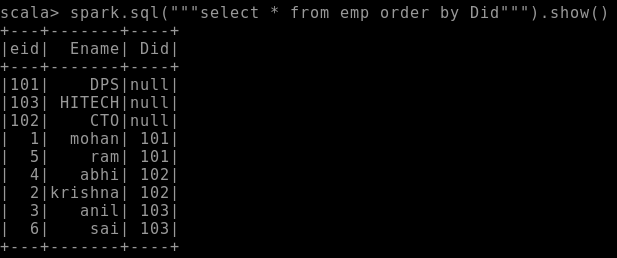 scala> spark.sql("""select * from emp order by Did""").show()
+---+-------+----+
|eid|  Ename| Did|
+---+-------+----+
|101|    DPS|null|
|103| HITECH|null|
|102|    CTO|null|
|  1|  mohan| 101|
|  5|    ram| 101|
|  4|   abhi| 102|
|  2|krishna| 102|
|  3|   anil| 103|
|  6|    sai| 103|
+---+-------+----+